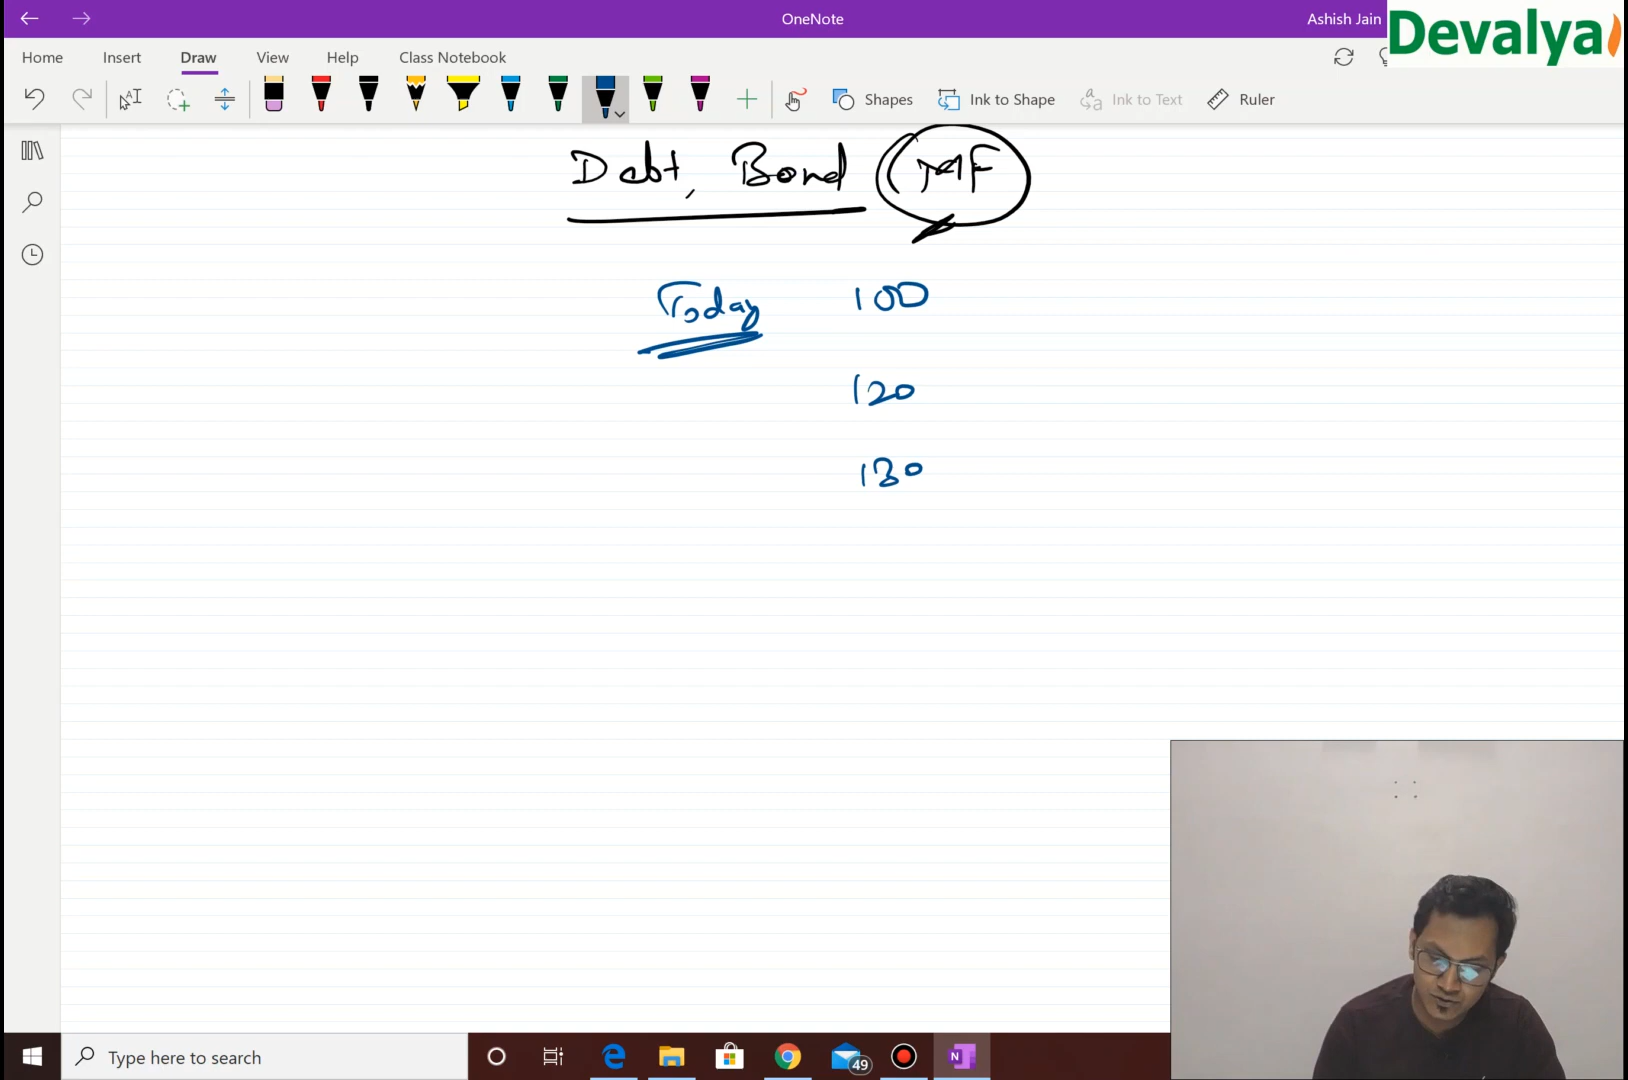 OneNote
Ashish Jain
Devalya
Home Insert Draw View Help Class Notebook
Shapes Ink to Shape Ink to Text Ruler
Debt, Bond MF
Today 100
120
130
Type here to search
49
N